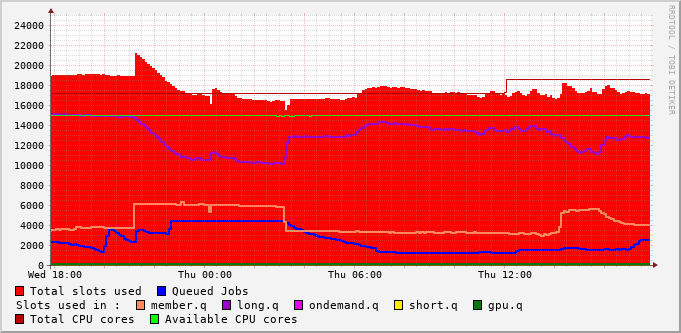 RRDTOOL / TOBI OETIKER
24000
22000
20000
18000
16000
14000
12000
10000
8000
6000
4000
2000
0
Wed 18:00 Thu 00:00 Thu 06:00 Thu 12:00
Total slots used Queued Jobs
Slots used in : member.q long.q ondemand.q short.q gpu.q
Total CPU cores Available CPU cores